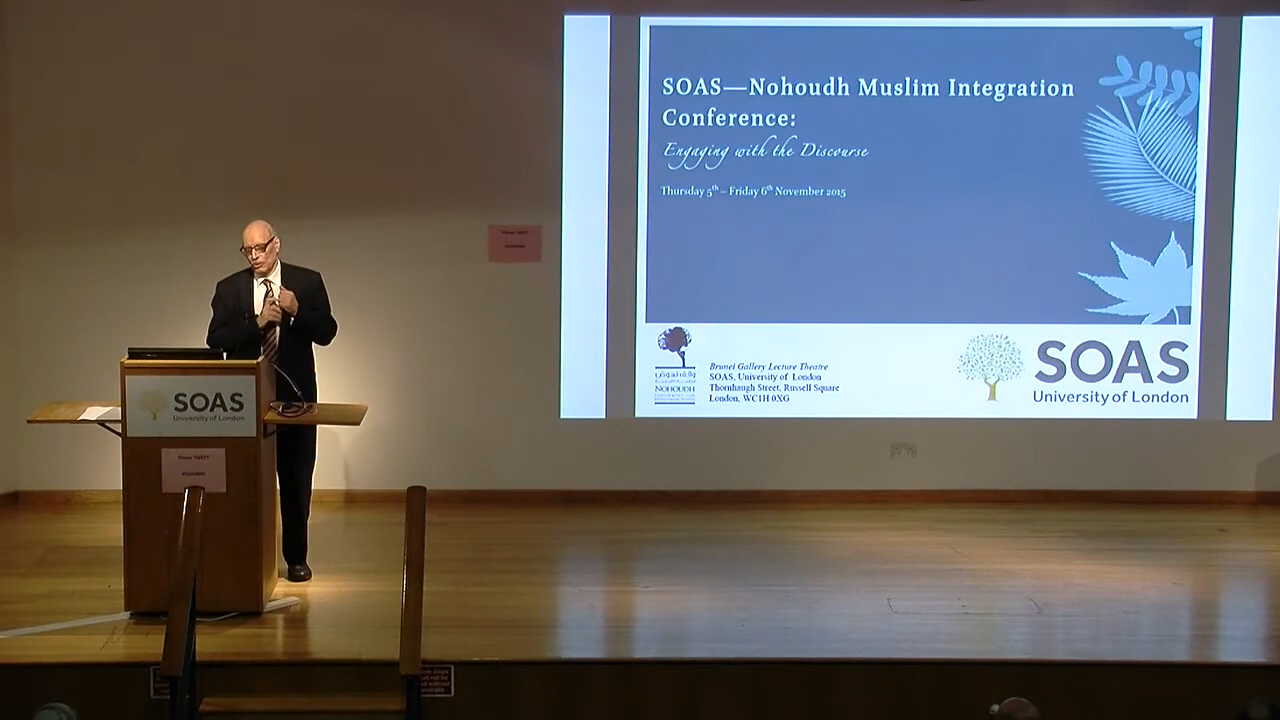 SOAS—Nohoudh Muslim Integration
Conference:
Engaging with the Discourse
Thursday 5th – Friday 6th November 2015
NOHOUDH
Brunei Gallery Lecture Theatre
SOAS, University of London
Thornhaugh Street, Russell Square
London, WC1H 0XG
SOAS
University of London
SOAS
University of London
Please TWEET